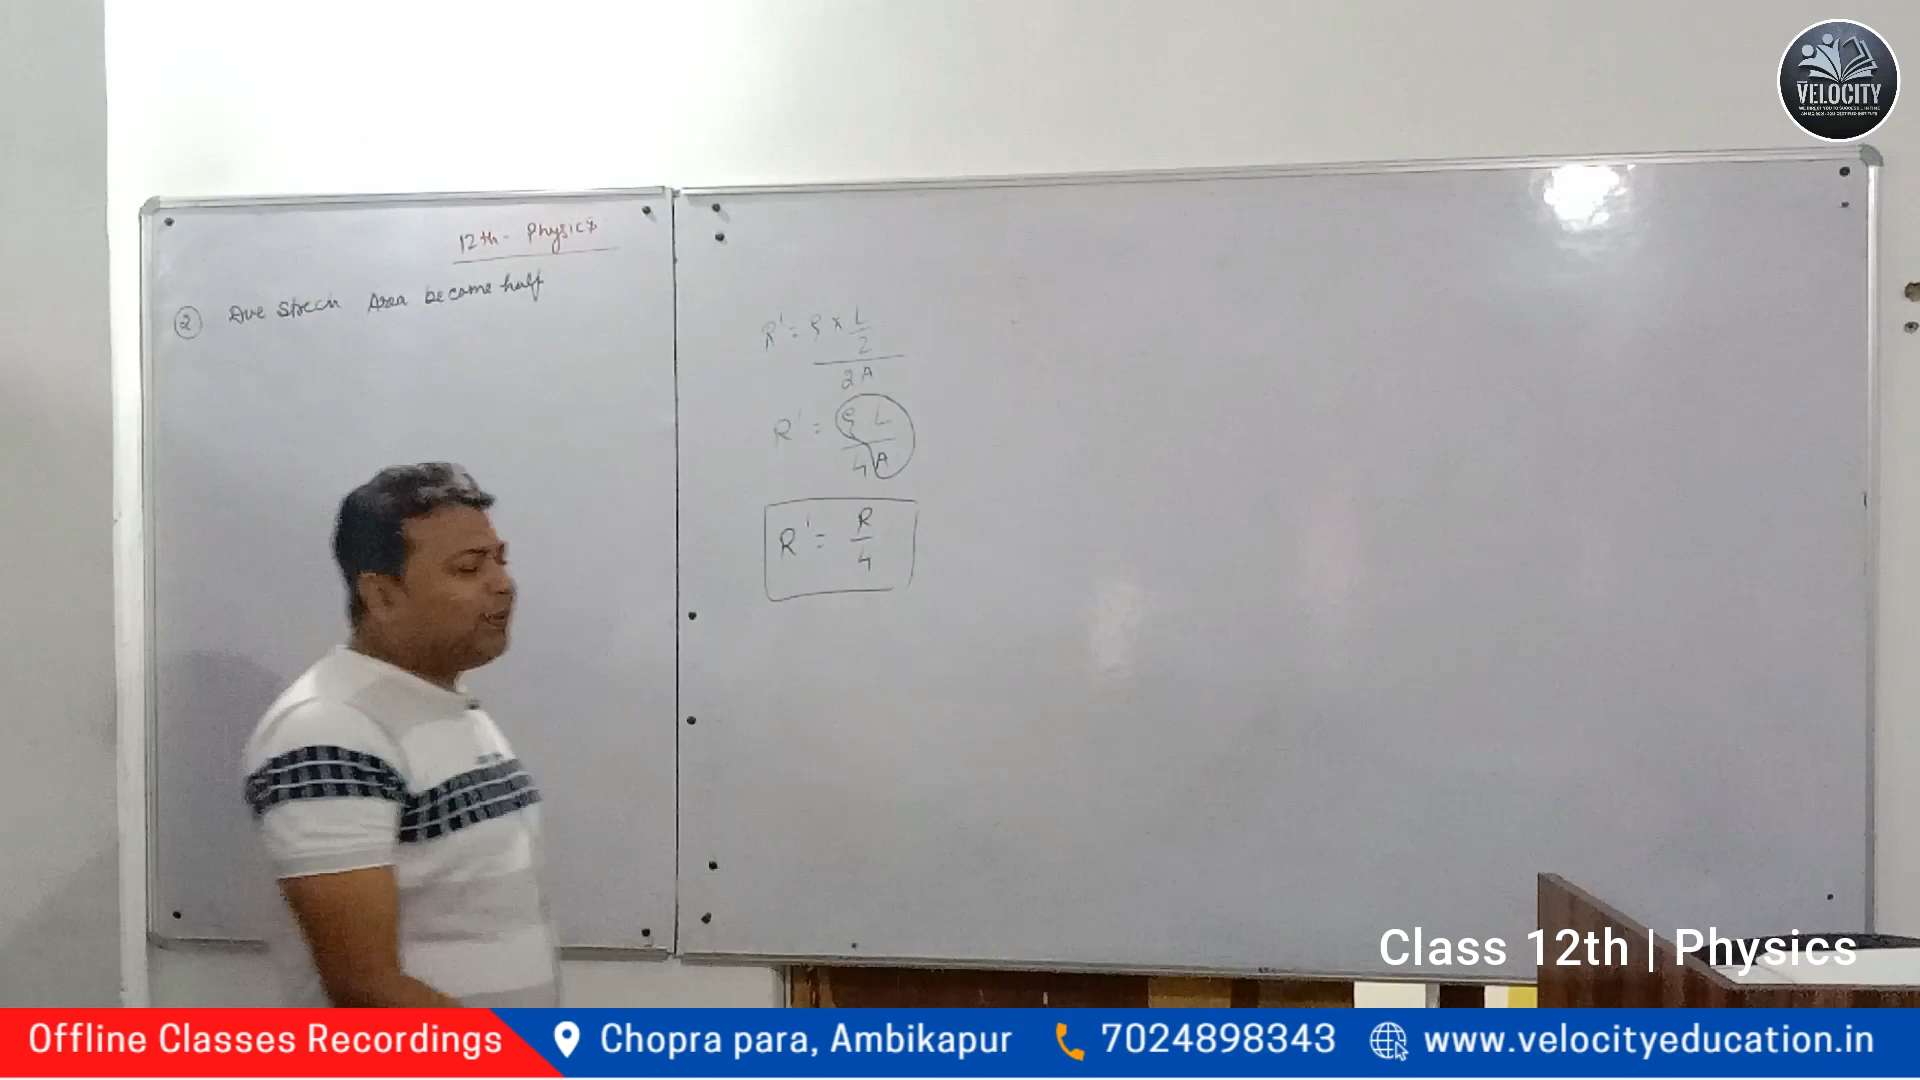 VELOCITY
12th - Physics
② Due Strech Area become half
R' = ρ × L/2
2A
R' = ρ L
4A
R' = R/4
Class 12th | Physics
Offline Classes Recordings Chopra para, Ambikapur 7024898343 www.velocityeducation.in